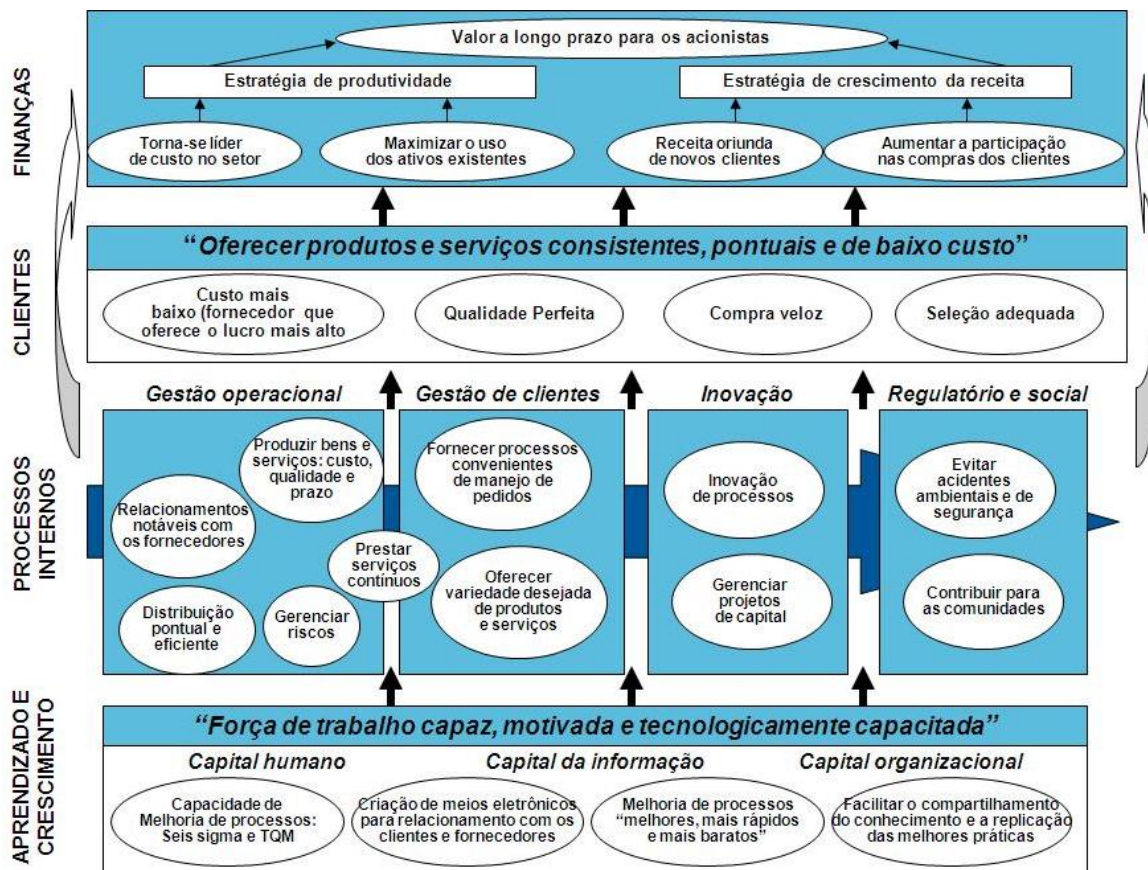 FINANÇAS
Valor a longo prazo para os acionistas
Estratégia de produtividade
Estratégia de crescimento da receita
Torna-se líder
de custo no setor
Maximizar o uso
dos ativos existentes
Receita oriunda
de novos clientes
Aumentar a participação
nas compras dos clientes
CLIENTES
“Oferecer produtos e serviços consistentes, pontuais e de baixo custo”
Custo mais
baixo (fornecedor que
oferece o lucro mais alto
Qualidade Perfeita
Compra veloz
Seleção adequada
PROCESSOS
INTERNOS
Gestão operacional
Produzir bens e
serviços: custo,
qualidade e
prazo
Relacionamentos
notáveis com
os fornecedores
Prestar
serviços
contínuos
Distribuição
pontual e
eficiente
Gerenciar
riscos
Gestão de clientes
Fornecer processos
convenientes
de manejo de
pedidos
Oferecer
variedade desejada
de produtos
e serviços
Inovação
Inovação
de processos
Gerenciar
projetos
de capital
Regulatório e social
Evitar
acidentes
ambientais e de
segurança
Contribuir para
as comunidades
APRENDIZADO E
CRESCIMENTO
“Força de trabalho capaz, motivada e tecnologicamente capacitada”
Capital humano
Capital da informação
Capital organizacional
Capacidade de
Melhoria de processos:
Seis sigma e TQM
Criação de meios eletrônicos
para relacionamento com os
clientes e fornecedores
Melhoria de processos
“melhores, mais rápidos
e mais baratos”
Facilitar o compartilhamento
do conhecimento e a replicação
das melhores práticas